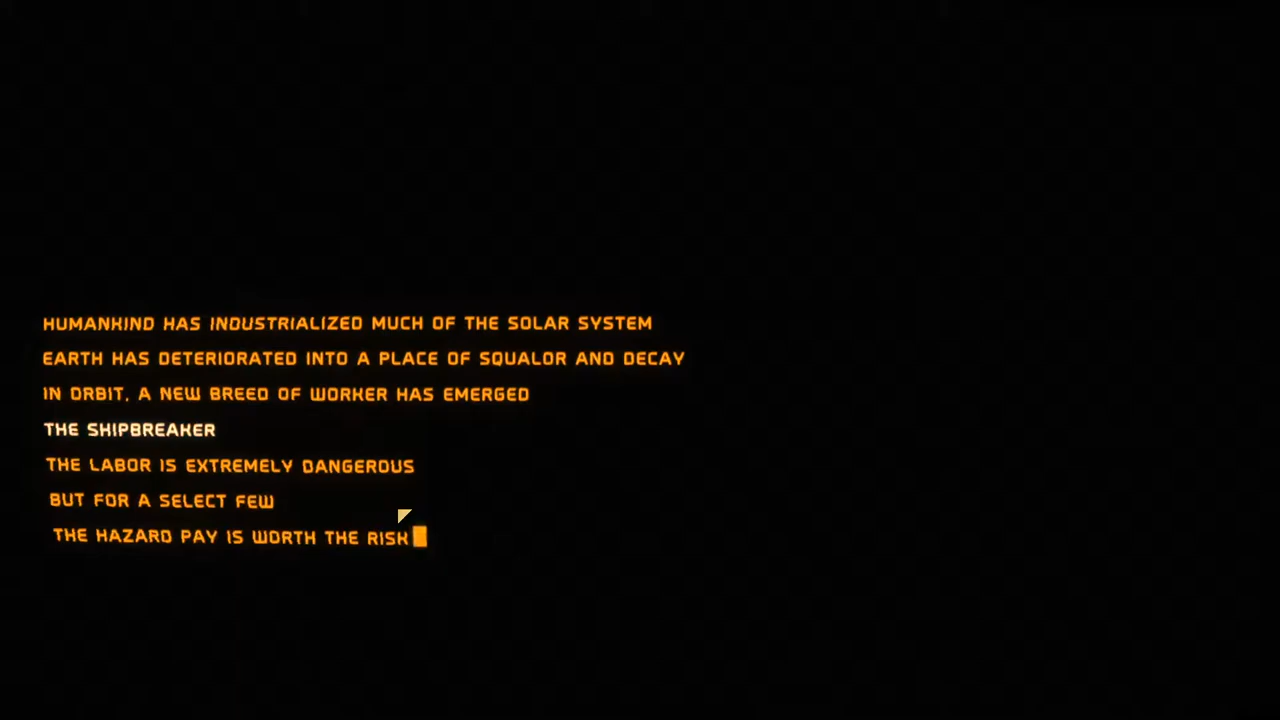 HUMANKIND HAS INDUSTRIALIZED MUCH OF THE SOLAR SYSTEM
EARTH HAS DETERIORATED INTO A PLACE OF SQUALOR AND DECAY
IN ORBIT, A NEW BREED OF WORKER HAS EMERGED
THE SHIPBREAKER
THE LABOR IS EXTREMELY DANGEROUS
BUT FOR A SELECT FEW
THE HAZARD PAY IS WORTH THE RISK